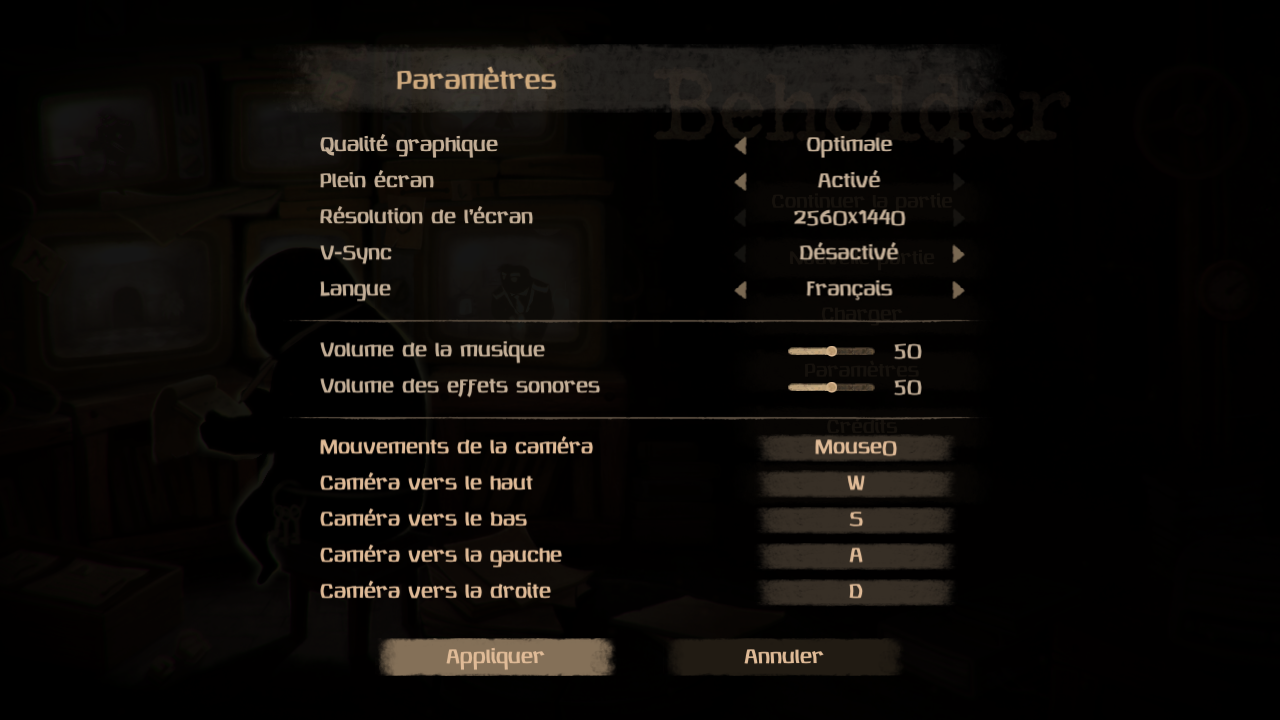 Paramètres
Beholder
Qualité graphique Optimale
Plein écran Activé
Continuer la partie
Résolution de l'écran 2560x1440
V-Sync Désactivé
Nouvelle partie
Langue Français
Charger
Volume de la musique 50
Paramètres
Volume des effets sonores 50
Crédits
Mouvements de la caméra Mouse0
Caméra vers le haut W
Caméra vers le bas S
Caméra vers la gauche A
Caméra vers la droite D
Appliquer Annuler